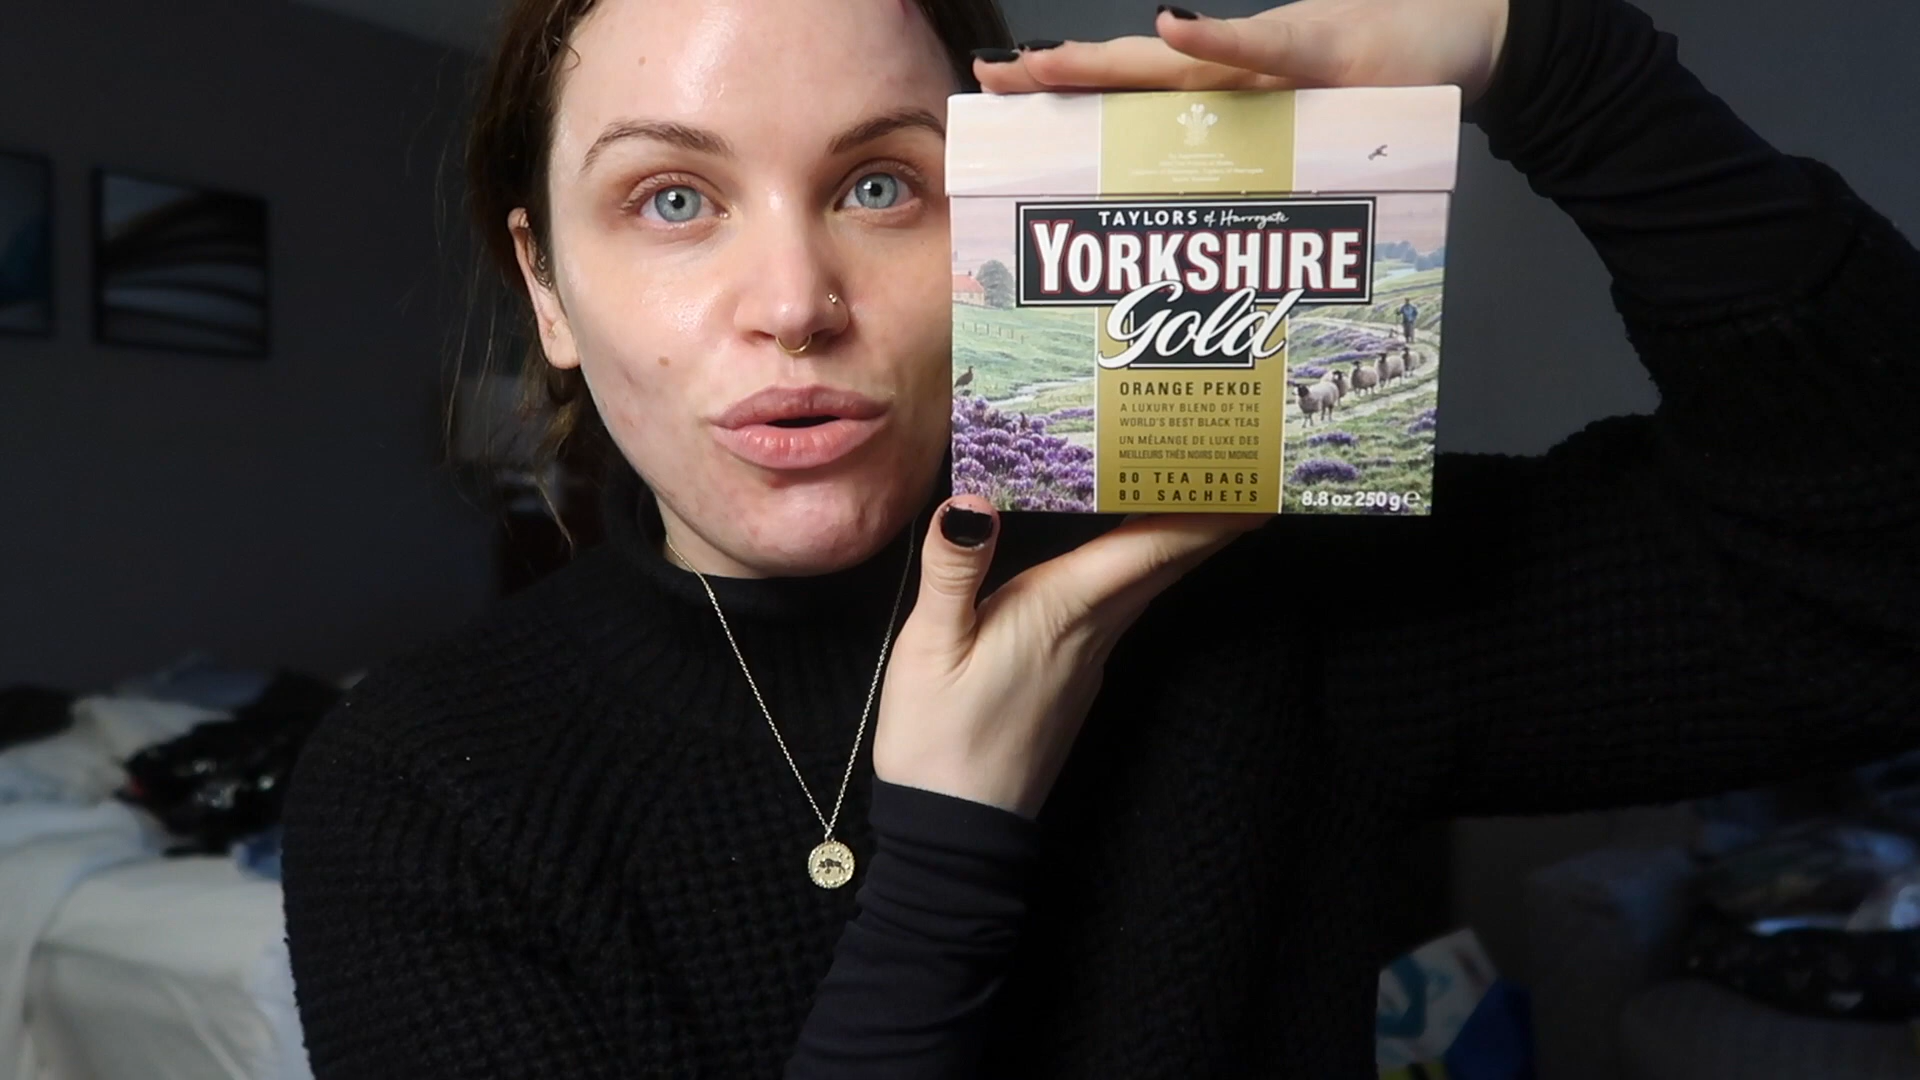 TAYLORS of Harrogate
YORKSHIRE
Gold
ORANGE PEKOE
A LUXURY BLEND OF THE
WORLD'S BEST BLACK TEAS
UN MÉLANGE DE LUXE DES
MEILLEURS THÉS NOIRS DU MONDE
80 TEA BAGS
80 SACHETS
8.8 oz 250 g ℮